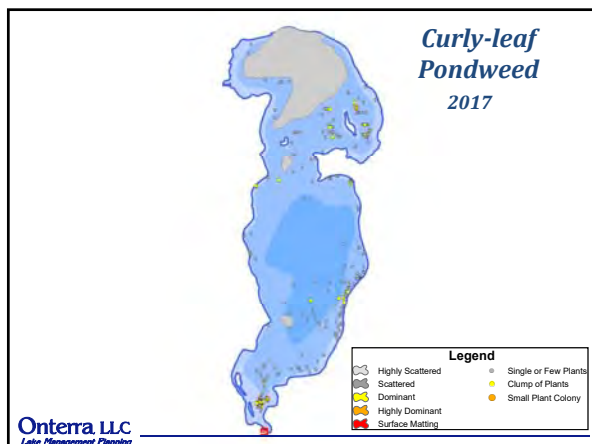 Curly-leaf
Pondweed
2017
Legend
Highly Scattered
Scattered
Dominant
Highly Dominant
Surface Matting
Single or Few Plants
Clump of Plants
Small Plant Colony
Onterra, LLC
Lake Management Planning